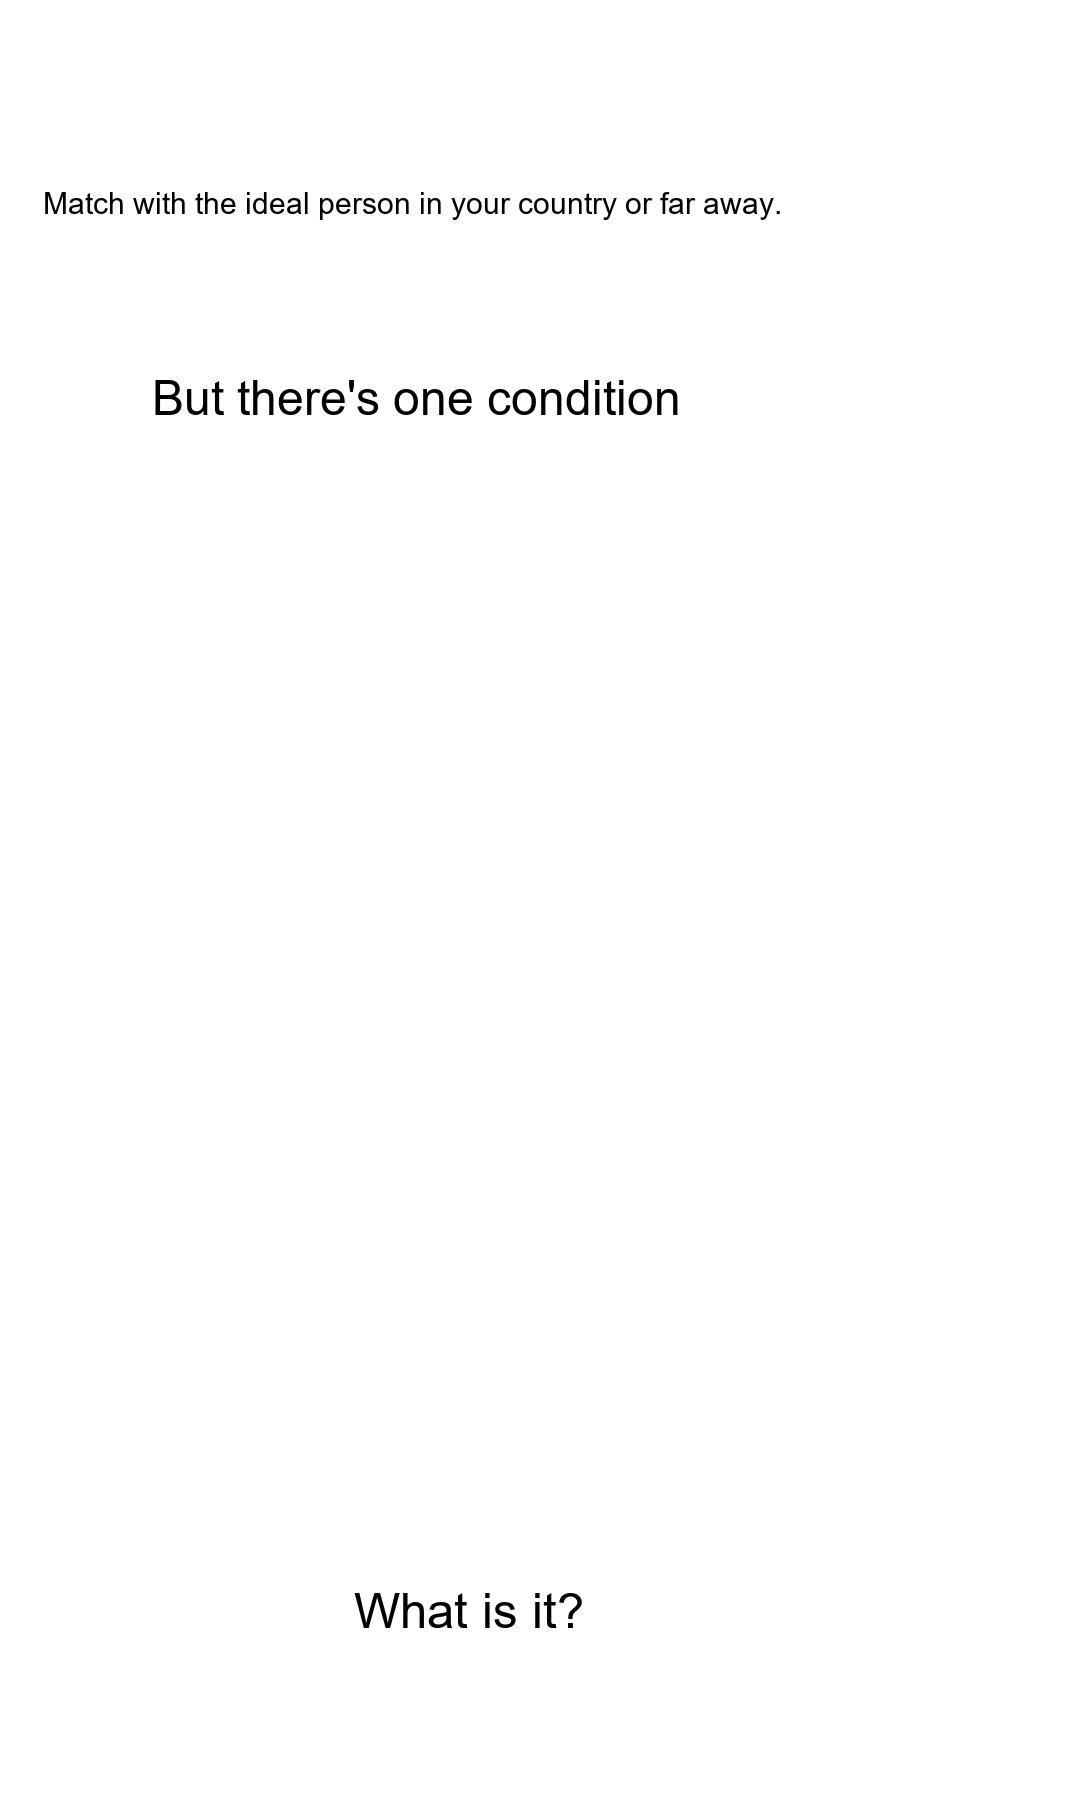 Match with the ideal person in your country or far away.
But there's one condition
What is it?